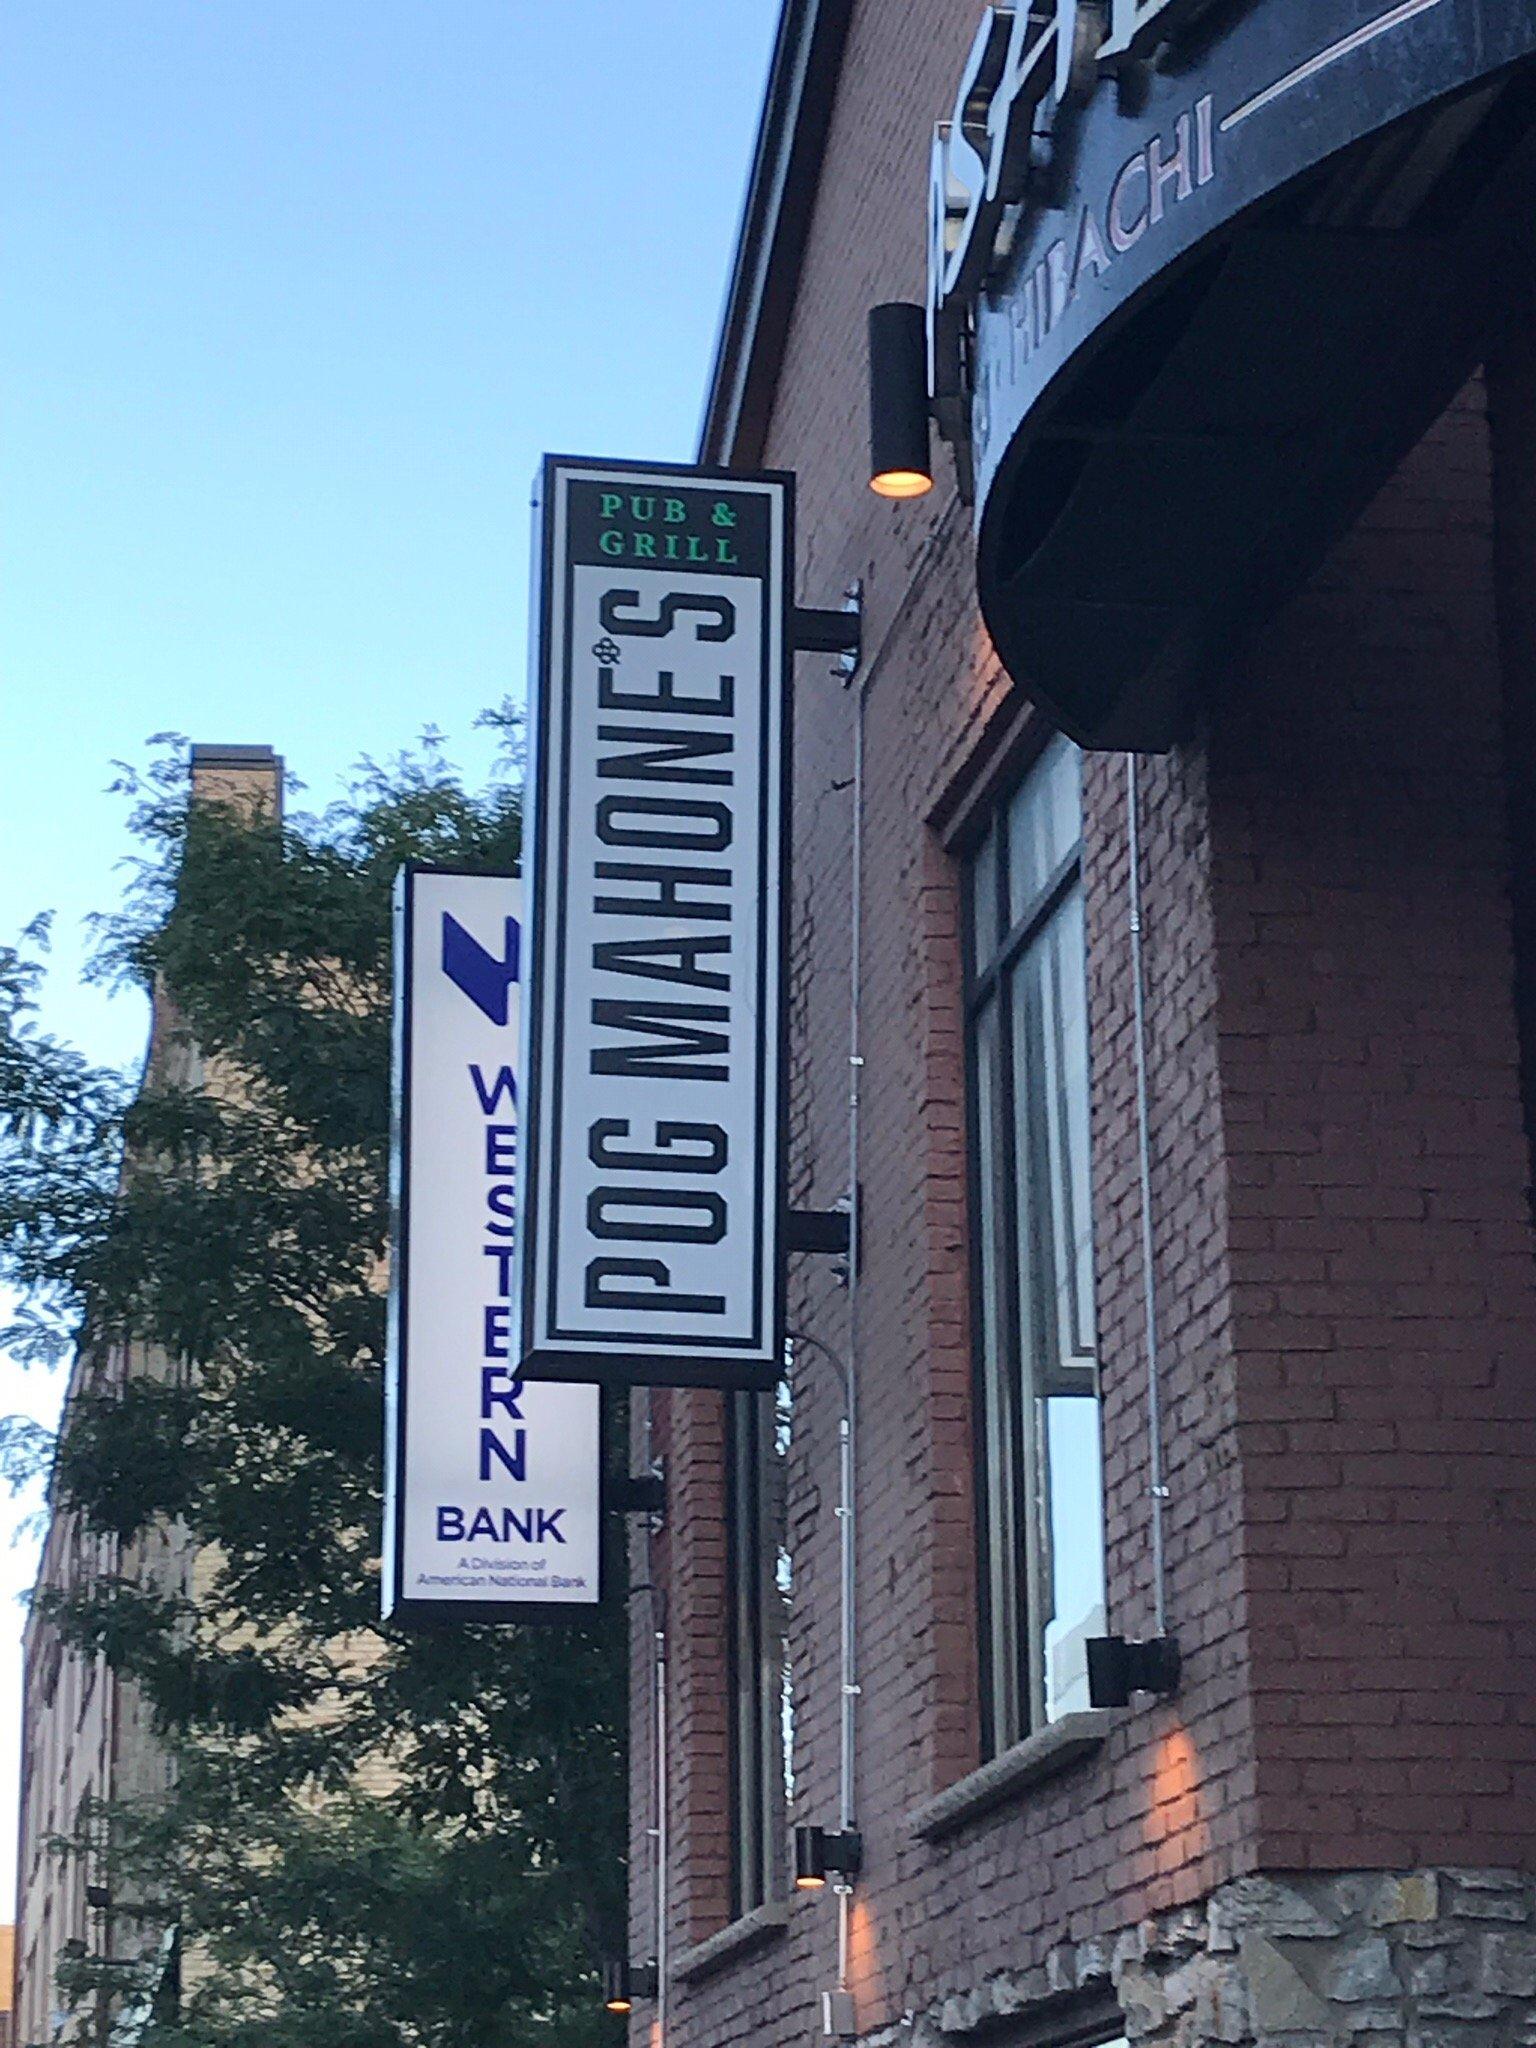 HIBACHI
PUB &
GRILL
POG MAHONE'S
WESTERN
BANK
A Division of
American National Bank